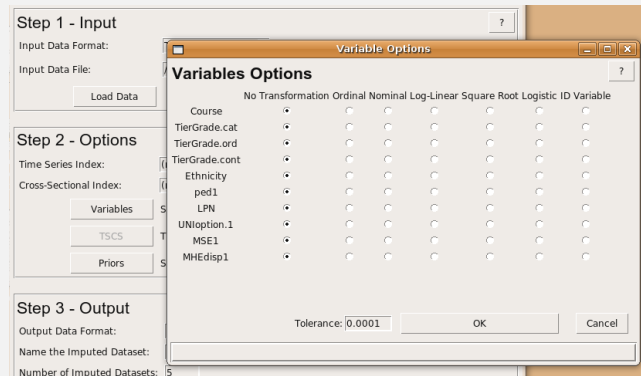 Step 1 - Input
?
Input Data Format:
Input Data File:
Load Data
Step 2 - Options
Time Series Index:
Cross-Sectional Index:
Variables
TSCS
Priors
Step 3 - Output
Output Data Format:
Name the Imputed Dataset:
Number of Imputed Datasets: 5
Variable Options
Variables Options
?
No Transformation Ordinal Nominal Log-Linear Square Root Logistic ID Variable
Course
TierGrade.cat
TierGrade.ord
TierGrade.cont
Ethnicity
ped1
LPN
UNIoption.1
MSE1
MHEdisp1
Tolerance: 0.0001
OK
Cancel